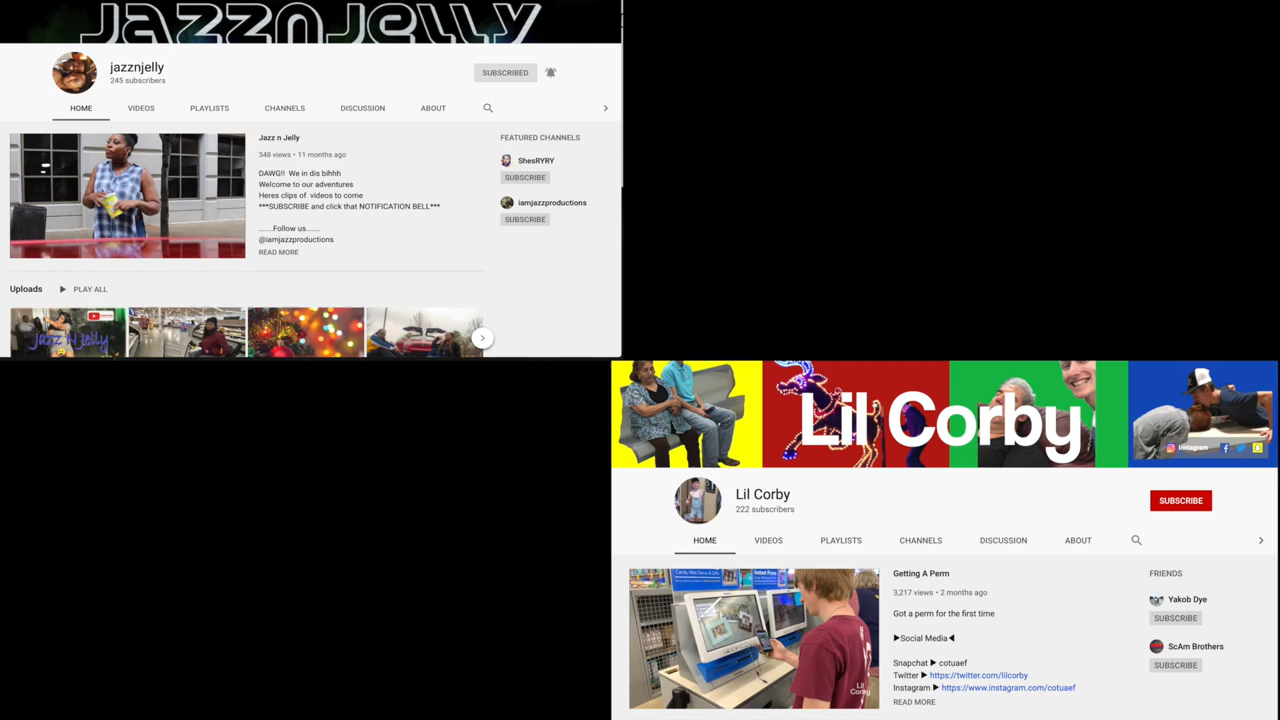 JAZZNJELLY
jazznjelly
245 subscribers
SUBSCRIBED
HOME
VIDEOS
PLAYLISTS
CHANNELS
DISCUSSION
ABOUT
Jazz n Jelly
348 views • 11 months ago
DAWG!! We in dis bihhh
Welcome to our adventures
Heres clips of videos to come
***SUBSCRIBE and click that NOTIFICATION BELL***
.......Follow us.......
@iamjazzproductions
READ MORE
FEATURED CHANNELS
ShesRYRY
SUBSCRIBE
iamjazzproductions
SUBSCRIBE
Uploads
PLAY ALL
Jazz N Jelly
Lil Corby
Instagram
Lil Corby
222 subscribers
SUBSCRIBE
HOME
VIDEOS
PLAYLISTS
CHANNELS
DISCUSSION
ABOUT
Getting A Perm
3,217 views • 2 months ago
Got a perm for the first time
▶Social Media◀
Snapchat ▶ cotuaef
Twitter ▶ https://twitter.com/lilcorby
Instagram ▶ https://www.instagram.com/cotuaef
READ MORE
FRIENDS
Yakob Dye
SUBSCRIBE
ScAm Brothers
SUBSCRIBE
Lil
Corby